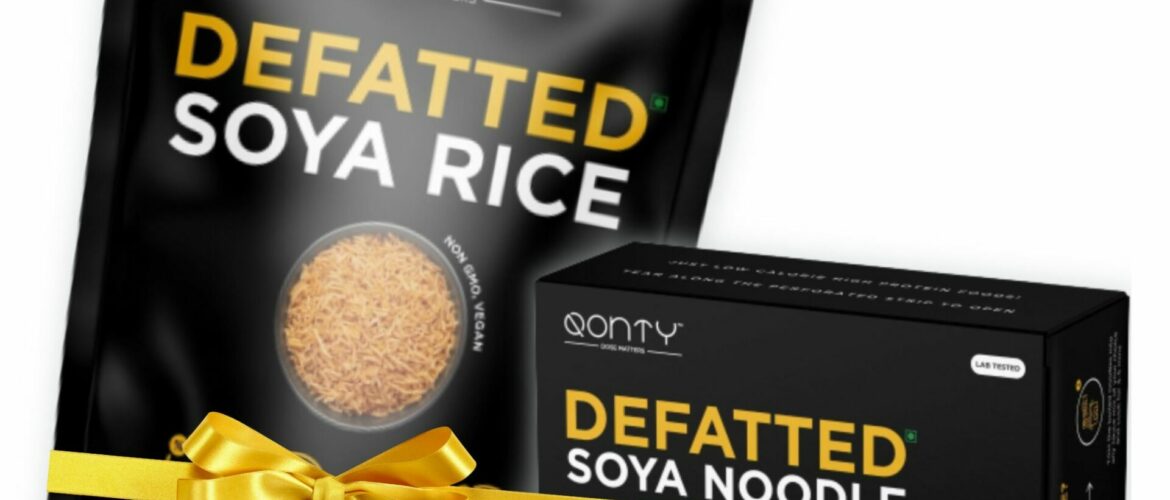 DEFATTED
SOYA RICE
NON GMO, VEGAN
JUST LOW CALORIE HIGH PROTEIN FOODS!
TEAR ALONG THE PERFORATED STRIP TO OPEN
QONTY™
DOSE MATTERS
LAB TESTED
DEFATTED
SOYA NOODLE